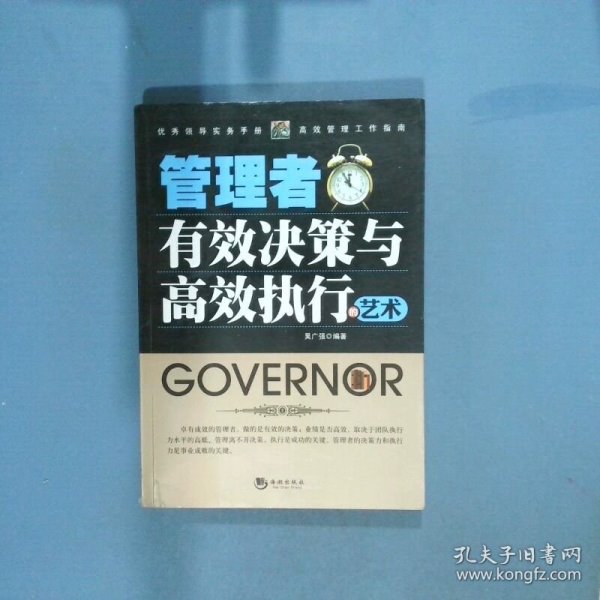 优秀领导实务手册 高效管理工作指南
管理者
有效决策与
高效执行的艺术
吴广强◎编著
GOVERNOR
卓有成效的管理者,做的是有效的决策;业绩是否高效,取决于团队执行
力水平的高低。管理离不开决策,执行是成功的关键。管理者的决策力和执行
力是事业成败的关键。
海潮出版社
孔夫子旧书网
www.kongfz.com